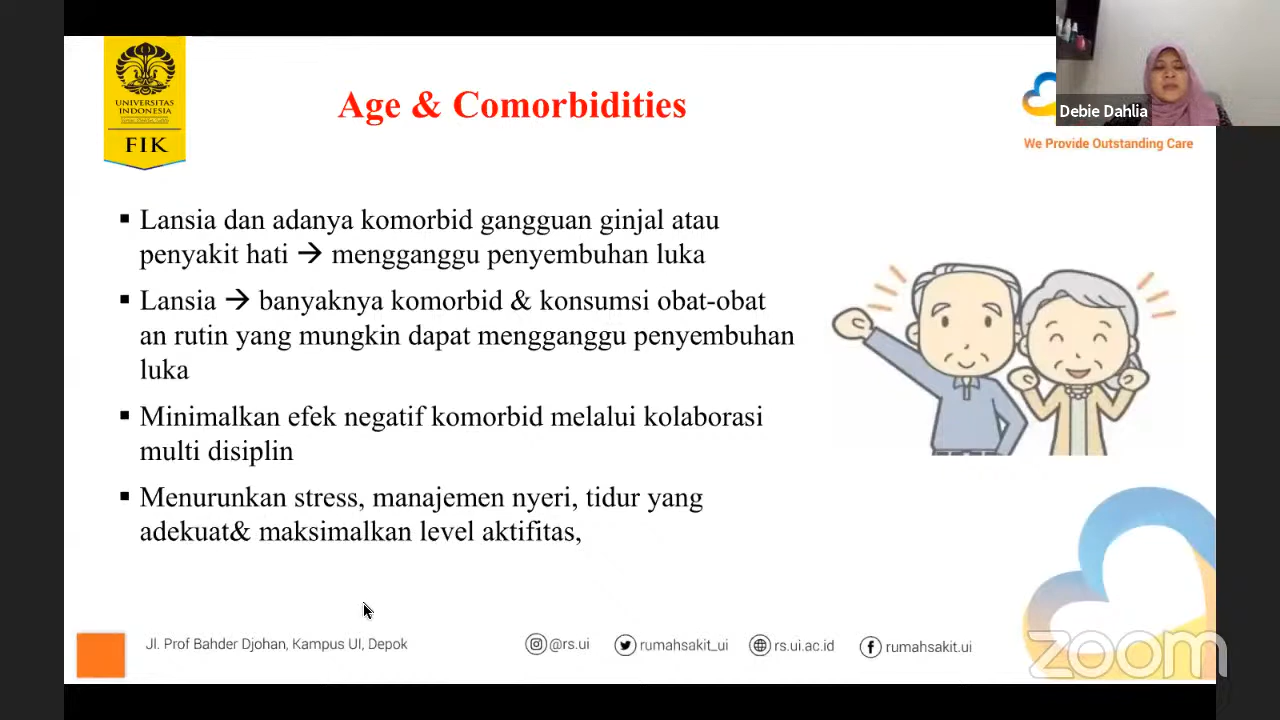 UNIVERSITAS
INDONESIA
FIK
Age & Comorbidities
Debie Dahlia
We Provide Outstanding Care
▪ Lansia dan adanya komorbid gangguan ginjal atau
penyakit hati → mengganggu penyembuhan luka
▪ Lansia → banyaknya komorbid & konsumsi obat-obat
an rutin yang mungkin dapat mengganggu penyembuhan
luka
▪ Minimalkan efek negatif komorbid melalui kolaborasi
multi disiplin
▪ Menurunkan stress, manajemen nyeri, tidur yang
adekuat& maksimalkan level aktifitas,
Jl. Prof Bahder Djohan, Kampus UI, Depok
@rs.ui
rumahsakit_ui
rs.ui.ac.id
rumahsakit.ui
zoom